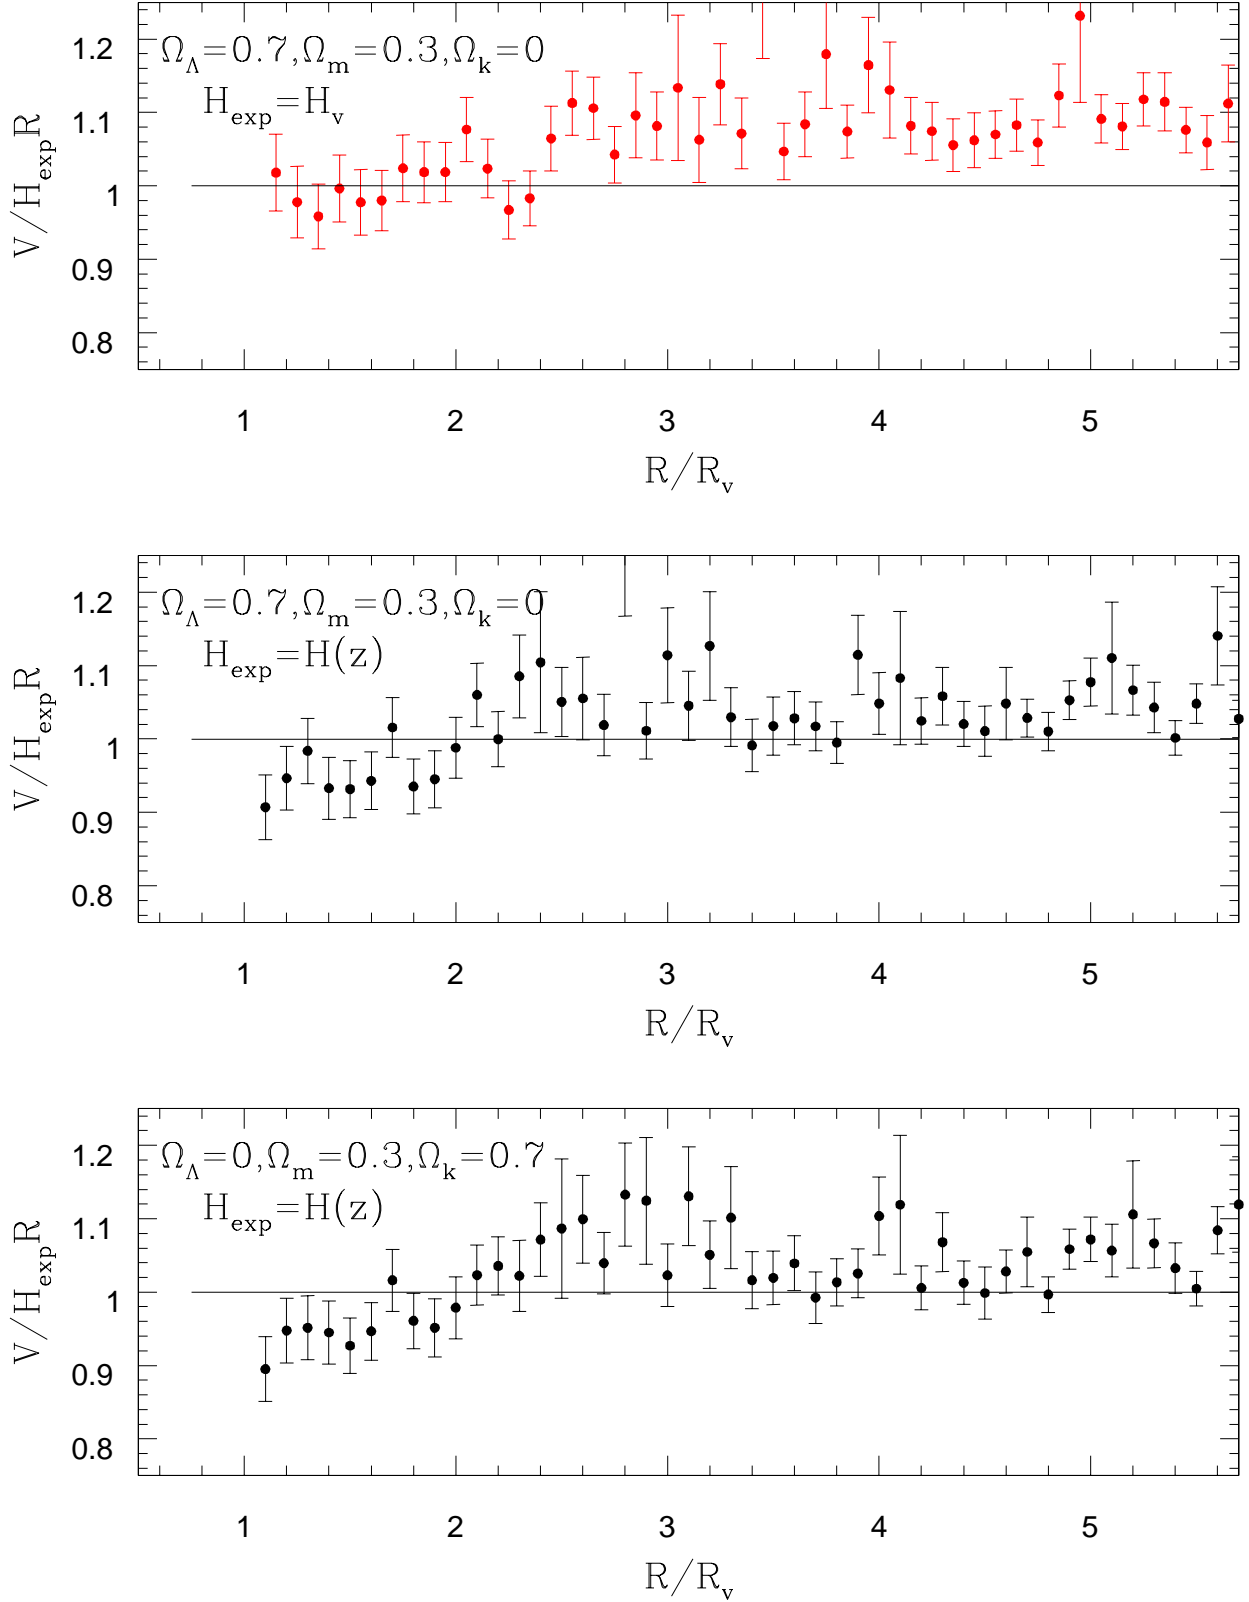 Ω_Λ=0.7,Ω_m=0.3,Ω_k=0
H_exp=H_v
1.2
1.1
1
0.9
0.8
V/H_exp R
1 2 3 4 5
R/R_v
Ω_Λ=0.7,Ω_m=0.3,Ω_k=0
H_exp=H(z)
1.2
1.1
1
0.9
0.8
V/H_exp R
1 2 3 4 5
R/R_v
Ω_Λ=0,Ω_m=0.3,Ω_k=0.7
H_exp=H(z)
1.2
1.1
1
0.9
0.8
V/H_exp R
1 2 3 4 5
R/R_v